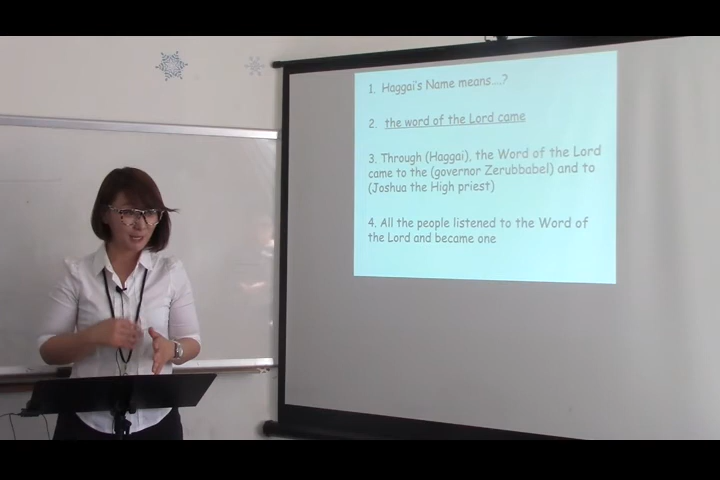 1. Haggai's Name means....?
2. the word of the Lord came
3. Through (Haggai), the Word of the Lord
came to the (governor Zerubbabel) and to
(Joshua the High priest)
4. All the people listened to the Word of
the Lord and became one